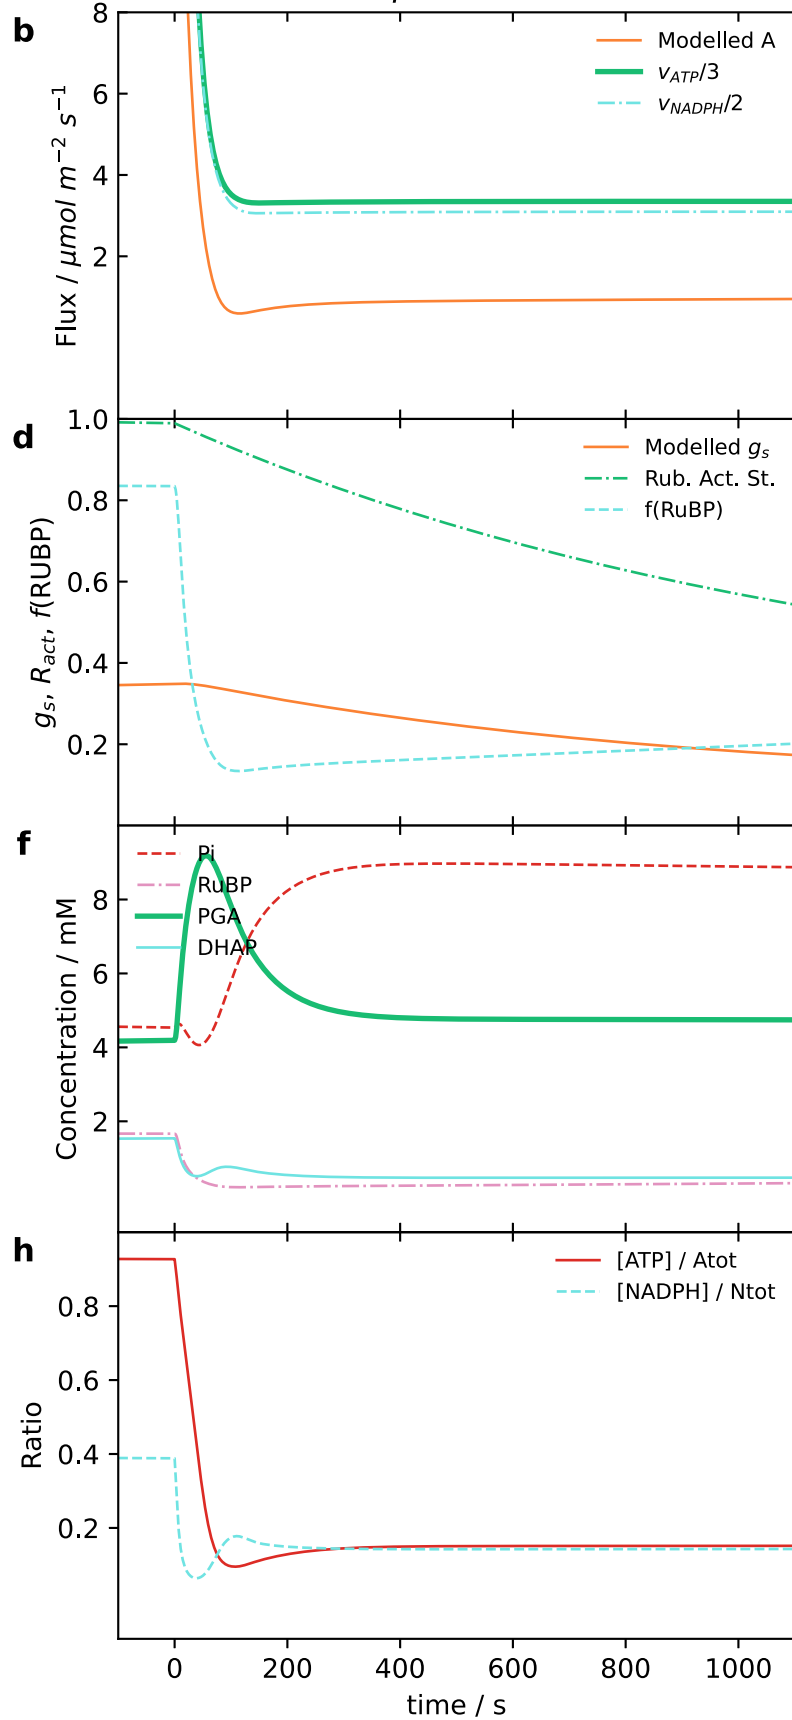 b
8
6
4
2
Flux / μmol m⁻² s⁻¹
Modelled A
v_ATP/3
v_NADPH/2
d
1.0
0.8
0.6
0.4
0.2
g_s, R_act, f(RUBP)
Modelled g_s
Rub. Act. St.
f(RuBP)
f
8
6
4
2
Concentration / mM
Pi
RuBP
PGA
DHAP
h
0.8
0.6
0.4
0.2
Ratio
[ATP] / Atot
[NADPH] / Ntot
0 200 400 600 800 1000
time / s